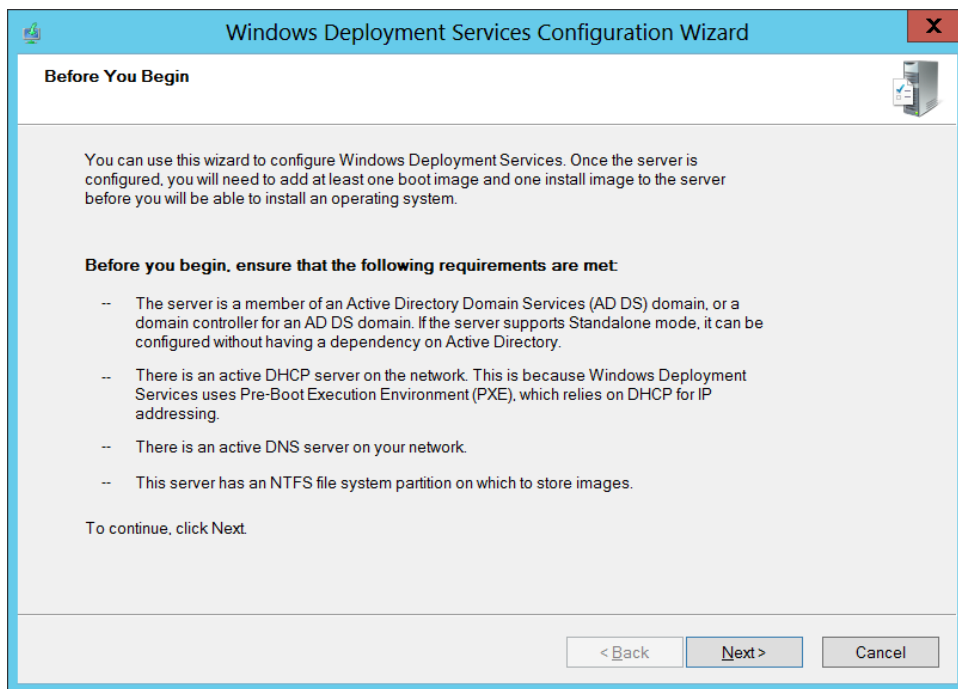 Windows Deployment Services Configuration Wizard
X
Before You Begin
You can use this wizard to configure Windows Deployment Services. Once the server is
configured, you will need to add at least one boot image and one install image to the server
before you will be able to install an operating system.
Before you begin, ensure that the following requirements are met:
-- The server is a member of an Active Directory Domain Services (AD DS) domain, or a
domain controller for an AD DS domain. If the server supports Standalone mode, it can be
configured without having a dependency on Active Directory.
-- There is an active DHCP server on the network. This is because Windows Deployment
Services uses Pre-Boot Execution Environment (PXE), which relies on DHCP for IP
addressing.
-- There is an active DNS server on your network.
-- This server has an NTFS file system partition on which to store images.
To continue, click Next.
< Back Next > Cancel